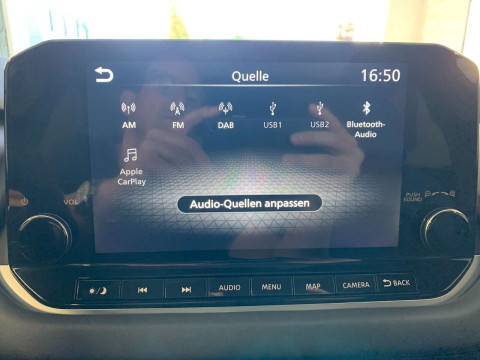 Quelle 16:50
AM FM DAB USB1 USB2 Bluetooth-
Audio
Apple
CarPlay
Audio-Quellen anpassen
VOL
PUSH
SOUND
AUDIO MENU MAP CAMERA BACK